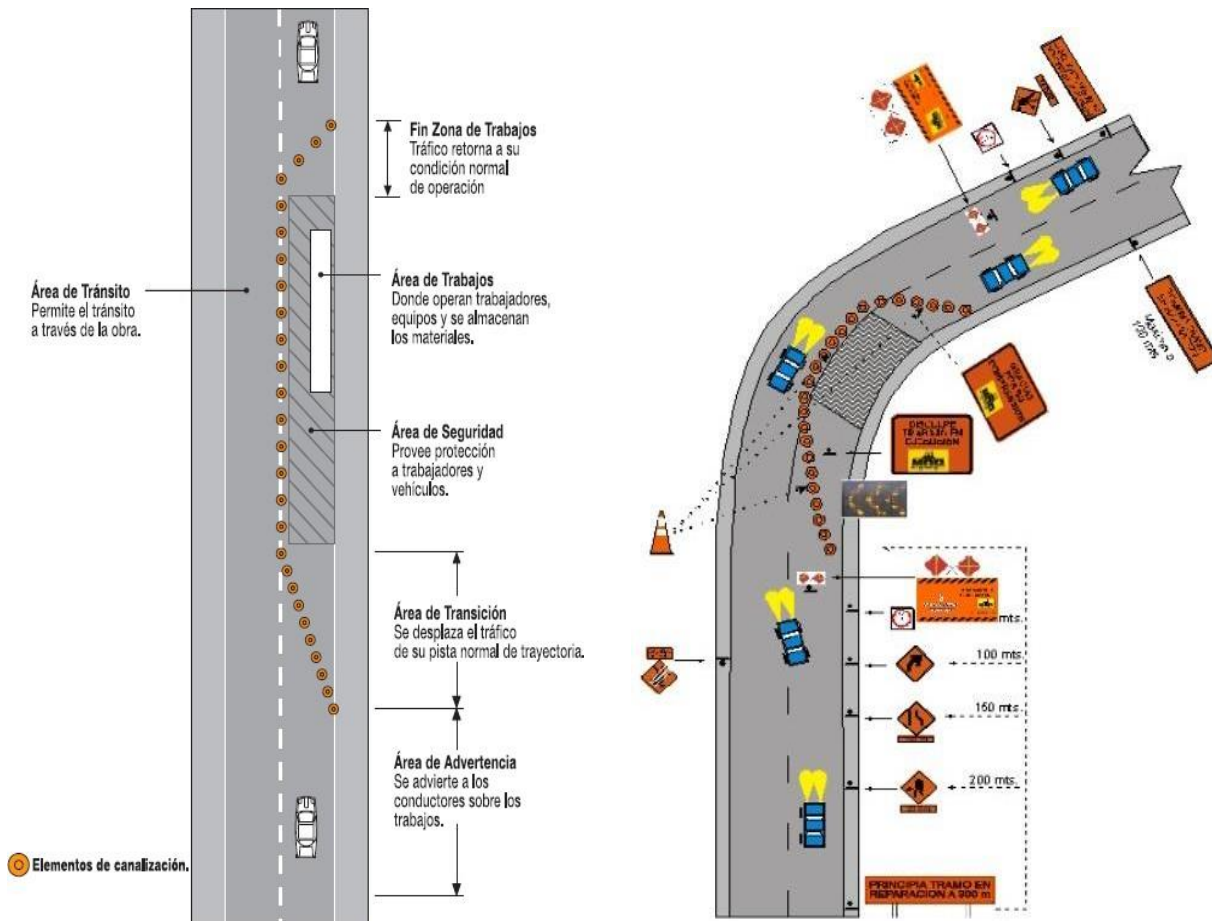 Fin Zona de Trabajos
Tráfico retorna a su
condición normal
de operación
Área de Tránsito
Permite el tránsito
a través de la obra.
Área de Trabajos
Donde operan trabajadores,
equipos y se almacenan
los materiales.
Área de Seguridad
Provee protección
a trabajadores y
vehículos.
Área de Transición
Se desplaza el tráfico
de su pista normal de trayectoria.
Área de Advertencia
Se advierte a los
conductores sobre los
trabajos.
Elementos de canalización.
100 MTS.
DISCULPE
MOP
mts.
100 mts.
150 mts.
200 mts.
PRINCIPIA TRAMO EN
REPARACION A 300 m